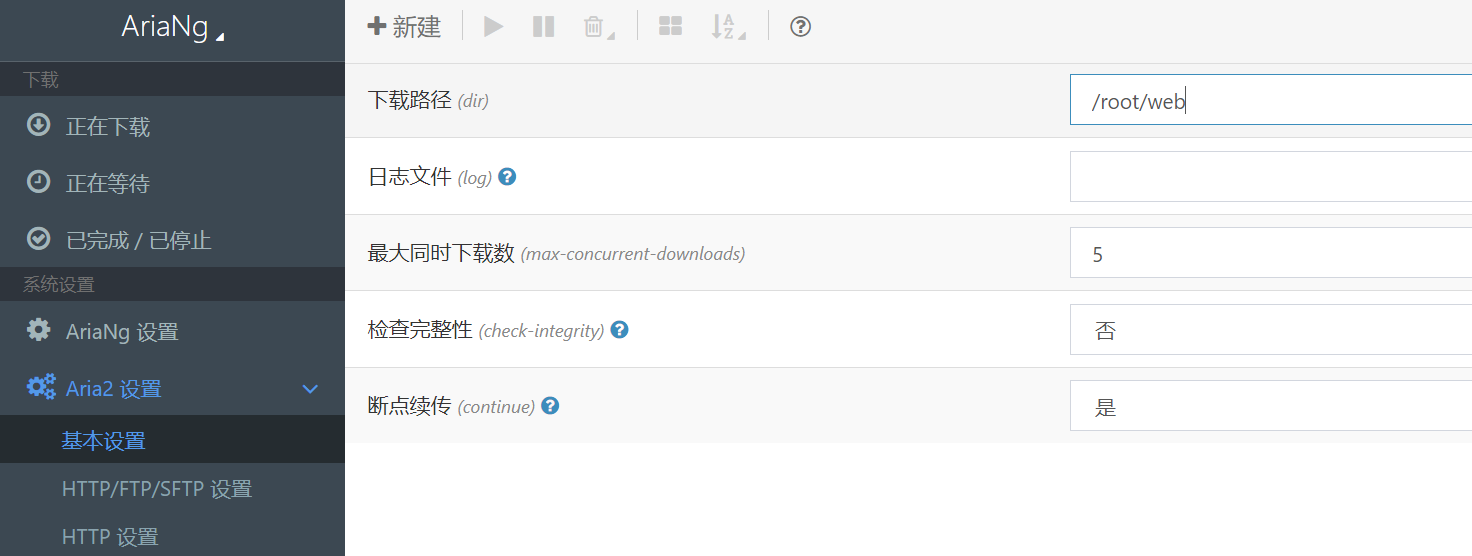 AriaNg
新建
下载
正在下载
正在等待
已完成 / 已停止
系统设置
AriaNg 设置
Aria2 设置
基本设置
HTTP/FTP/SFTP 设置
HTTP 设置
下载路径 (dir)
/root/web
日志文件 (log)
最大同时下载数 (max-concurrent-downloads)
5
检查完整性 (check-integrity)
否
断点续传 (continue)
是